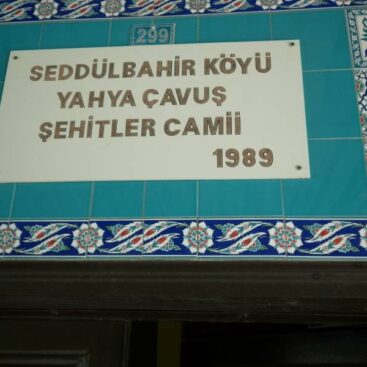 299
SEDDÜLBAHİR KÖYÜ
YAHYA ÇAVUŞ
ŞEHİTLER CAMİİ
1989